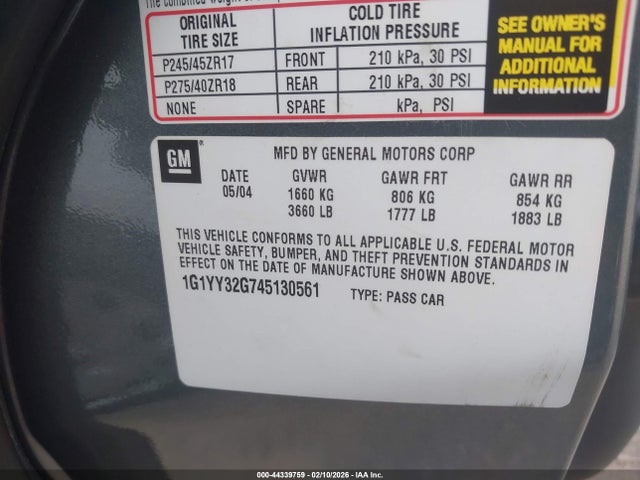 The combined weight of
ORIGINAL TIRE SIZE COLD TIRE INFLATION PRESSURE
P245/45ZR17 FRONT 210 kPa, 30 PSI
P275/40ZR18 REAR 210 kPa, 30 PSI
NONE SPARE kPa, PSI
SEE OWNER'S
MANUAL FOR
ADDITIONAL
INFORMATION
GM®
MFD BY GENERAL MOTORS CORP
DATE GVWR GAWR FRT GAWR RR
05/04 1660 KG 806 KG 854 KG
3660 LB 1777 LB 1883 LB
THIS VEHICLE CONFORMS TO ALL APPLICABLE U.S. FEDERAL MOTOR
VEHICLE SAFETY, BUMPER, AND THEFT PREVENTION STANDARDS IN
EFFECT ON THE DATE OF MANUFACTURE SHOWN ABOVE.
1G1YY32G745130561 TYPE: PASS CAR
000-44339759 - 02/10/2026 - IAA Inc.